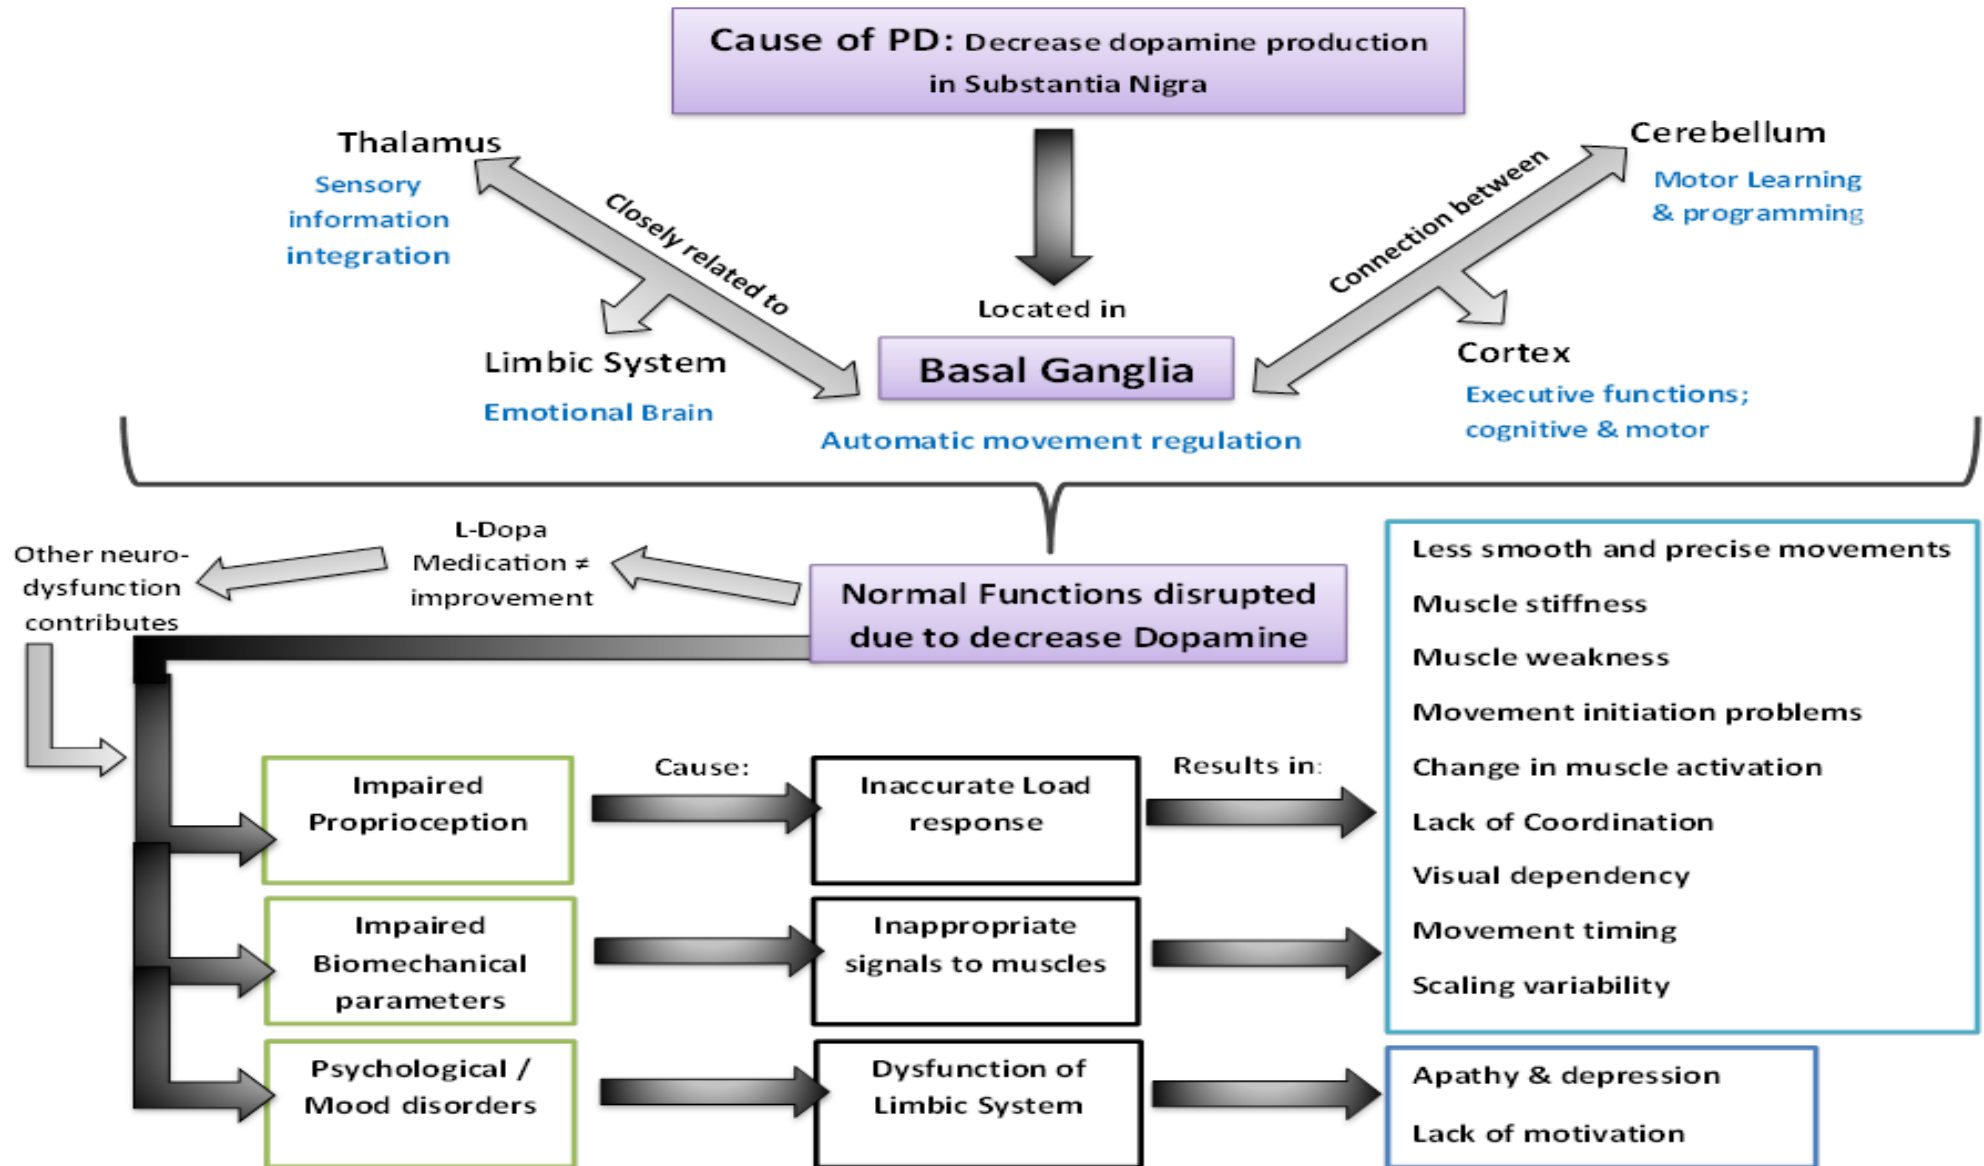 Cause of PD: Decrease dopamine production
in Substantia Nigra
Thalamus
Sensory
information
integration
Closely related to
Limbic System
Emotional Brain
Located in
Basal Ganglia
Automatic movement regulation
Connection between
Cerebellum
Motor Learning
& programming
Cortex
Executive functions;
cognitive & motor
Other neuro-
dysfunction
contributes
L-Dopa
Medication ≠
improvement
Normal Functions disrupted
due to decrease Dopamine
Impaired
Proprioception
Cause:
Inaccurate Load
response
Results in:
Impaired
Biomechanical
parameters
Inappropriate
signals to muscles
Psychological /
Mood disorders
Dysfunction of
Limbic System
Less smooth and precise movements
Muscle stiffness
Muscle weakness
Movement initiation problems
Change in muscle activation
Lack of Coordination
Visual dependency
Movement timing
Scaling variability
Apathy & depression
Lack of motivation